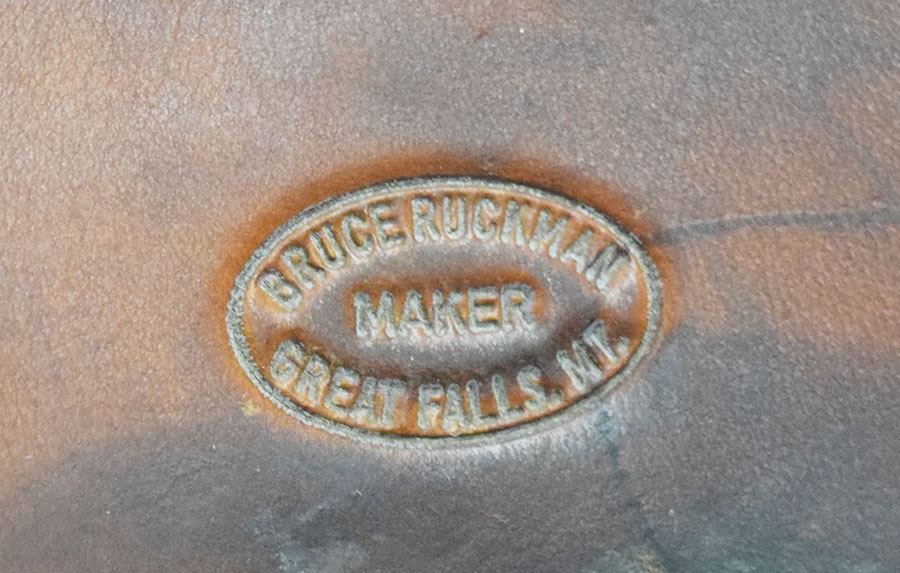 BRUCE RUCKMAN
MAKER
GREAT FALLS, MT.